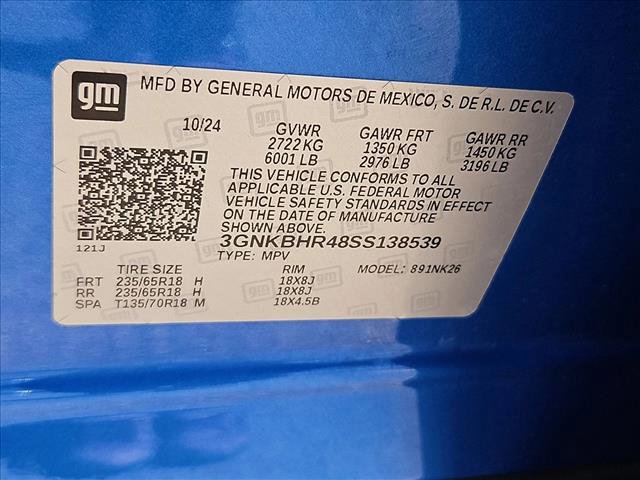 gm
MFD BY GENERAL MOTORS DE MEXICO, S. DE R.L. DE C.V.
10/24 GVWR GAWR FRT GAWR RR
2722 KG 1350 KG 1450 KG
6001 LB 2976 LB 3196 LB
THIS VEHICLE CONFORMS TO ALL
APPLICABLE U.S. FEDERAL MOTOR
VEHICLE SAFETY STANDARDS IN EFFECT
ON THE DATE OF MANUFACTURE
SHOWN ABOVE.
121J
3GNKBHR48SS138539
TYPE: MPV MODEL: 891NK26
TIRE SIZE RIM
FRT 235/65R18 H 18X8J
RR 235/65R18 H 18X8J
SPA T135/70R18 M 18X4.5B